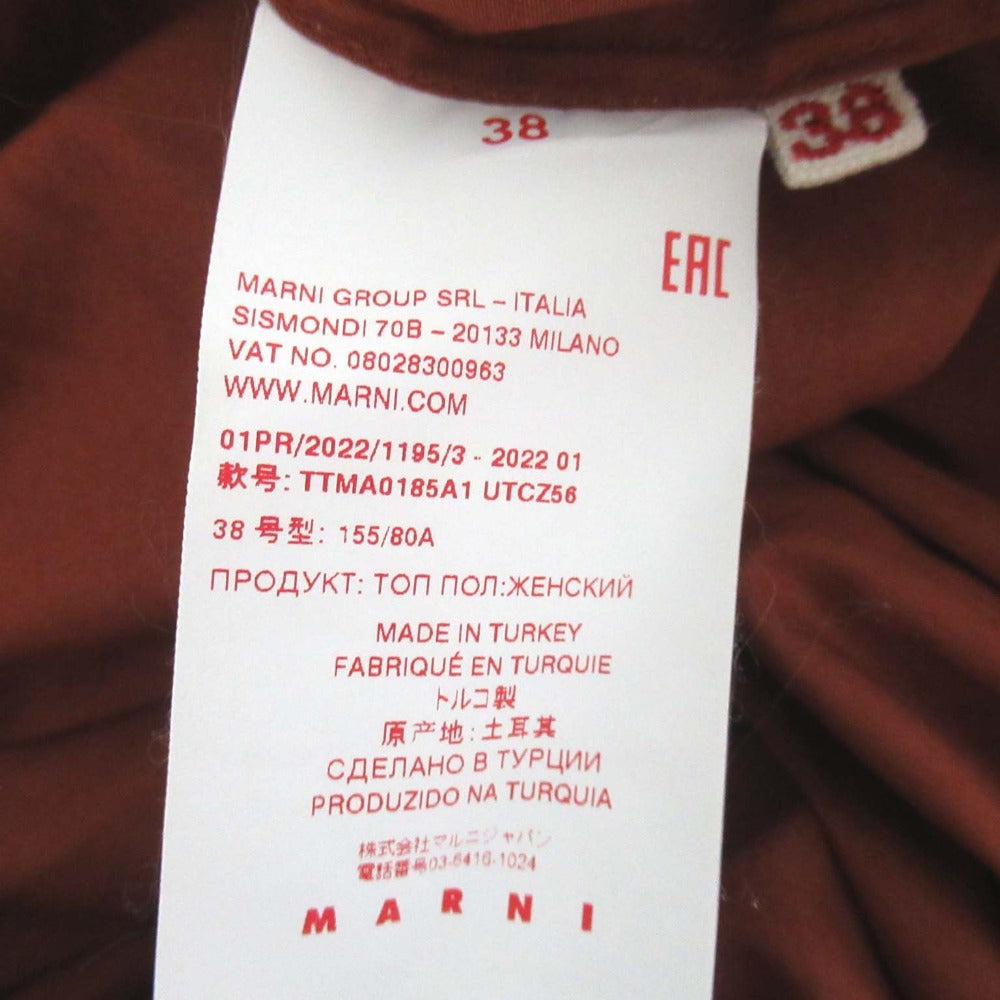 38
38
EAC
MARNI GROUP SRL – ITALIA
SISMONDI 70B – 20133 MILANO
VAT NO. 08028300963
WWW.MARNI.COM
01PR/2022/1195/3 - 2022 01
款号: TTMA0185A1 UTCZ56
38 号型: 155/80A
ПРОДУКТ: ТОП ПОЛ:ЖЕНСКИЙ
MADE IN TURKEY
FABRIQUÉ EN TURQUIE
トルコ製
原产地: 土耳其
СДЕЛАНО В ТУРЦИИ
PRODUZIDO NA TURQUIA
株式会社マルニジャパン
電話番号03-6416-1024
MARNI